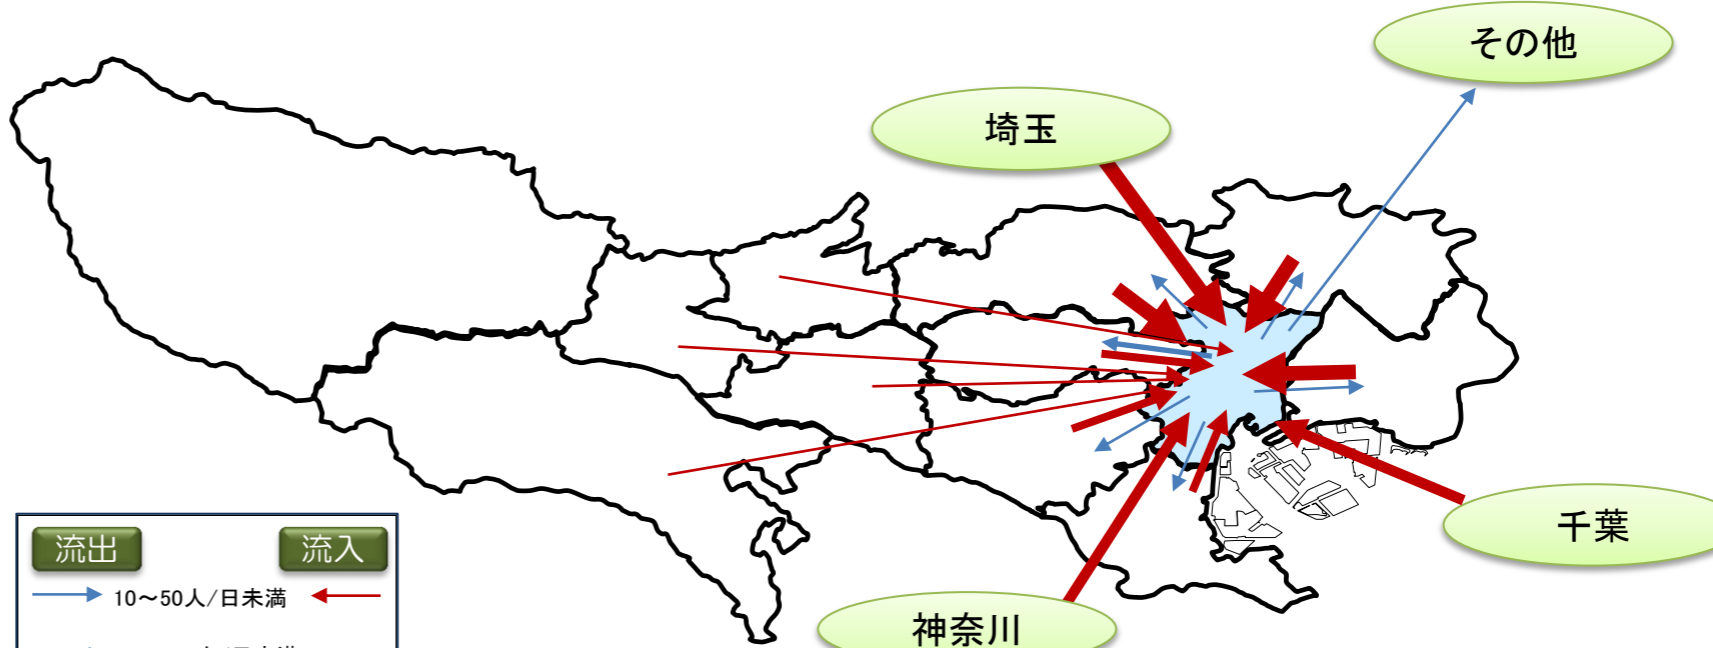 その他
埼玉
千葉
神奈川
流出 流入
10～50人/日未満